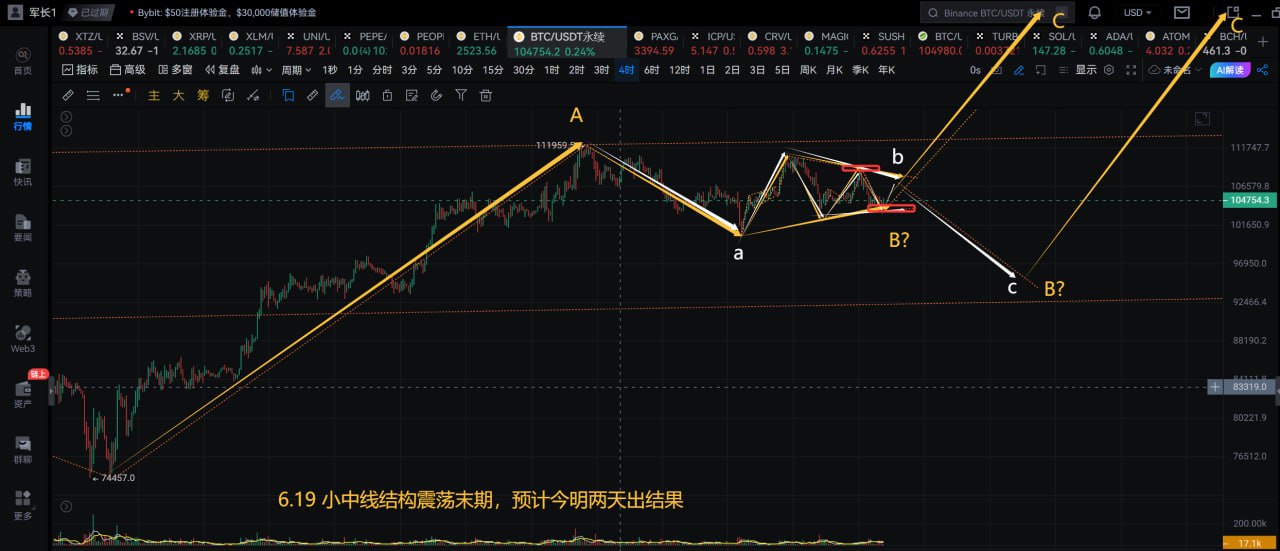 军长1 已过期 Bybit: $50注册体验金，$30,000储值体验金 Binance BTC/USDT 永续 USD
首页
行情
快讯
要闻
策略
Web3
链上
资产
群聊
更多
XTZ/ BSV/ XRP/ XLM/ UNI/ PEPE/ PEOP ETH/ BTC/USDT永续 PAXG ICP/U CRV/ MAGI SUSH BTC/L TURB SOL/U ADA/ ATOM BCH/
0.5385 32.67 -1 2.1685 0 0.2517 7.587 2. 0.0(4)10 0.01816 2523.56 104754.2 0.24% 3394.59 5.147 0.5 0.598 3. 0.1475 0.6255 1 104980.0 147.28 0.6048 4.032 0. 461.3 -0
指标 高级 多窗 复盘 周期 1秒 1分 分时 3分 5分 10分 15分 30分 1时 2时 3时 4时 6时 12时 1日 2日 3日 5日 周K 月K 季K 年K 0s 显示 未命名 AI解读
主 大 筹
C
C
A
111959.5
b
a
B?
c
B?
74457.0
6.19 小中线结构震荡末期，预计今明两天出结果
111747.7
106579.8
104754.3
101650.9
96950.0
92466.4
88190.2
84111.8
83319.0
80221.9
76512.0
200.00k
17.1k